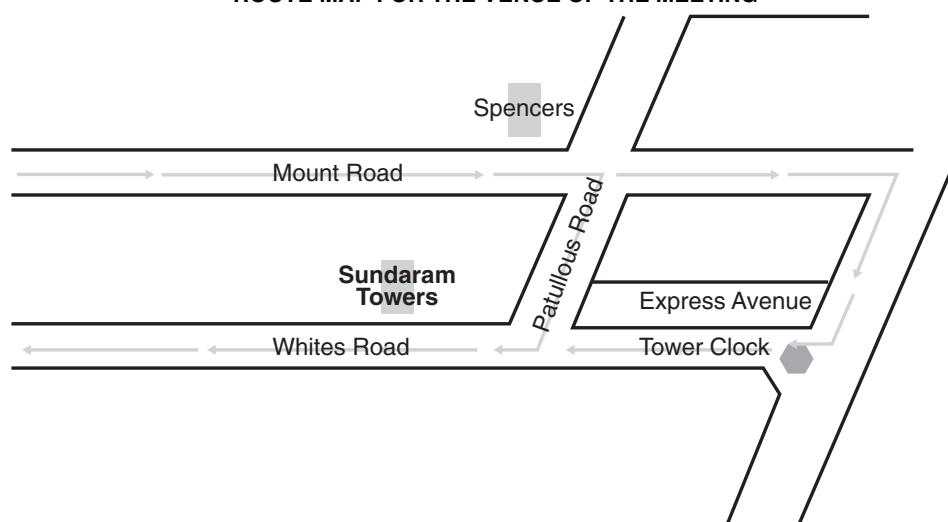 ROUTE MAP FOR THE VENUE OF THE MEETING
Spencers
Mount Road
Patullous Road
Sundaram
Towers
Express Avenue
Whites Road
Tower Clock